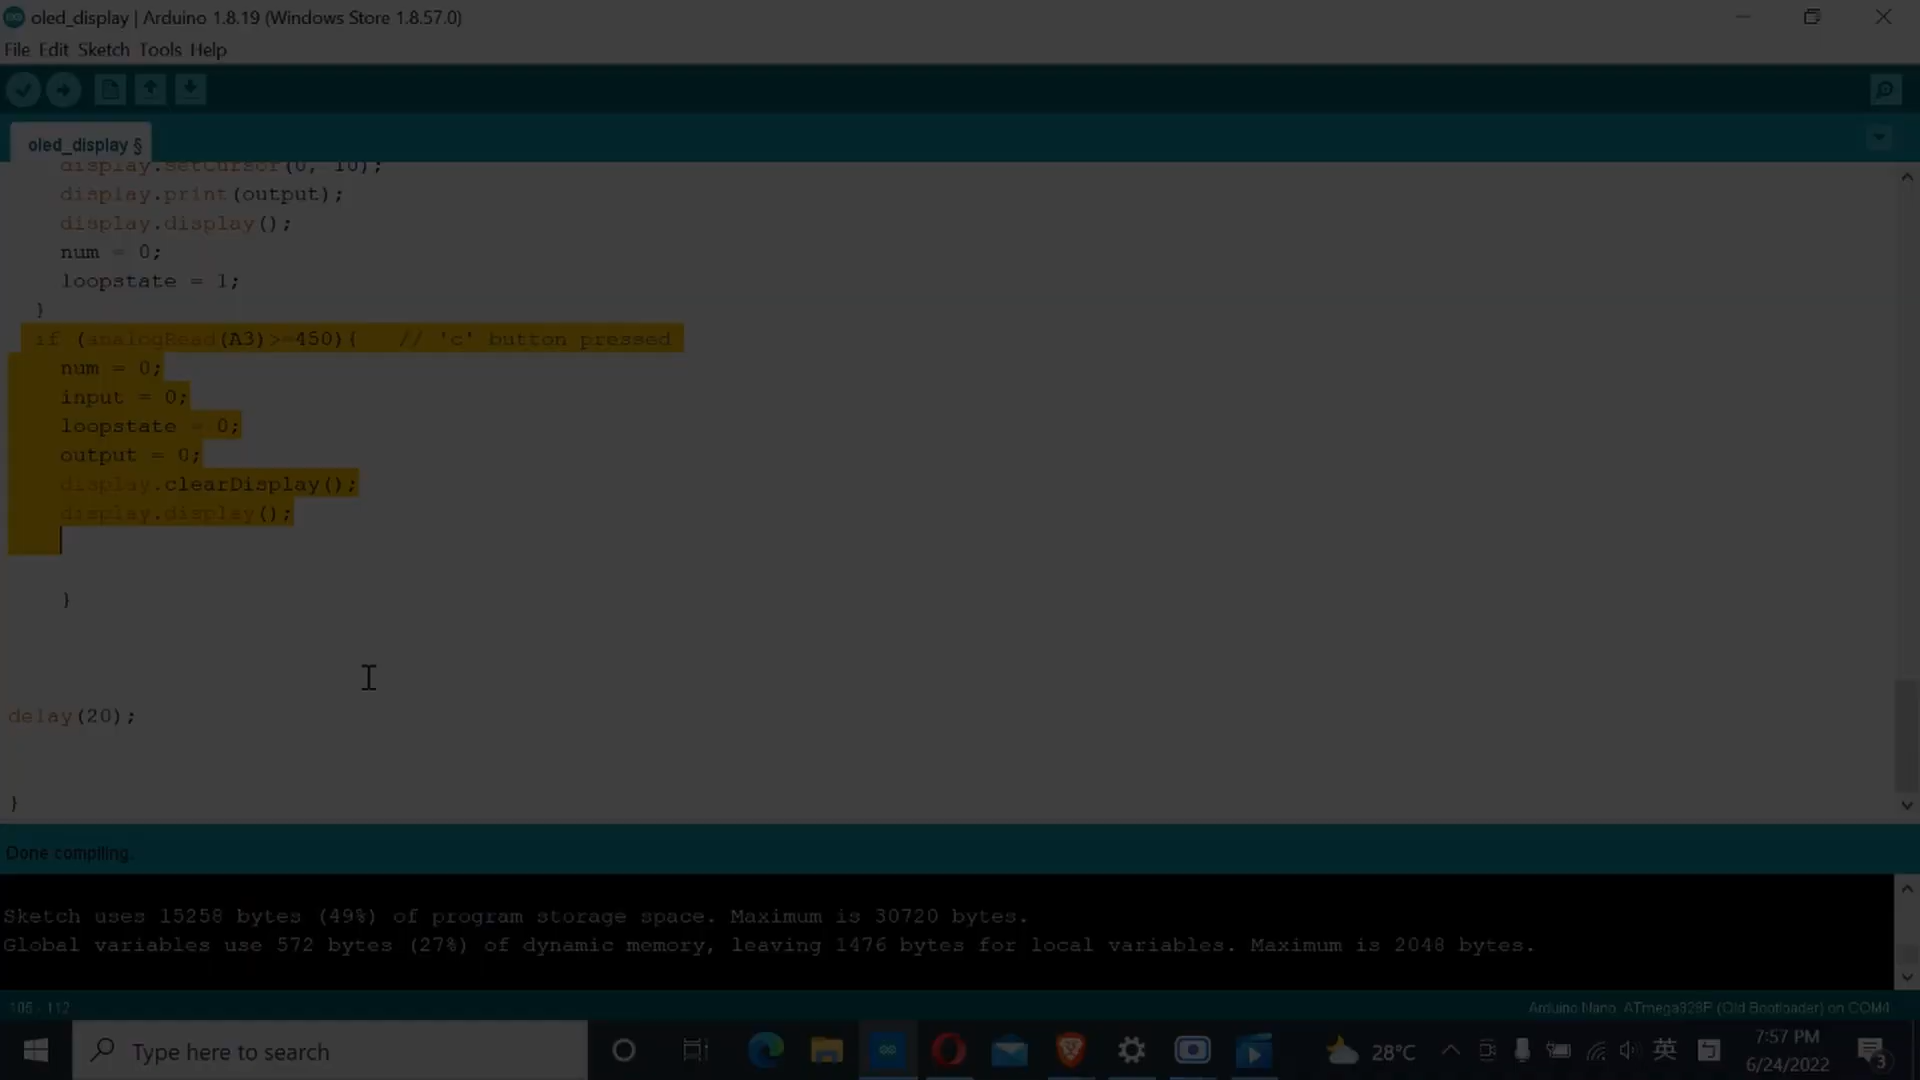 oled_display | Arduino 1.8.19 (Windows Store 1.8.57.0)
File Edit Sketch Tools Help
oled_display §
display.setCursor(0, 10);
display.print(output);
display.display();
num = 0;
loopstate = 1;
}
if (analogRead(A3)>=450){ // 'c' button pressed
num = 0;
input = 0;
loopstate = 0;
output = 0;
display.clearDisplay();
display.display();
}
delay(20);
}
Done compiling.
Sketch uses 15258 bytes (49%) of program storage space. Maximum is 30720 bytes.
Global variables use 572 bytes (27%) of dynamic memory, leaving 1476 bytes for local variables. Maximum is 2048 bytes.
106 - 112
Arduino Nano, ATmega328P (Old Bootloader) on COM4
Type here to search
28°C
英
7:57 PM
6/24/2022
3